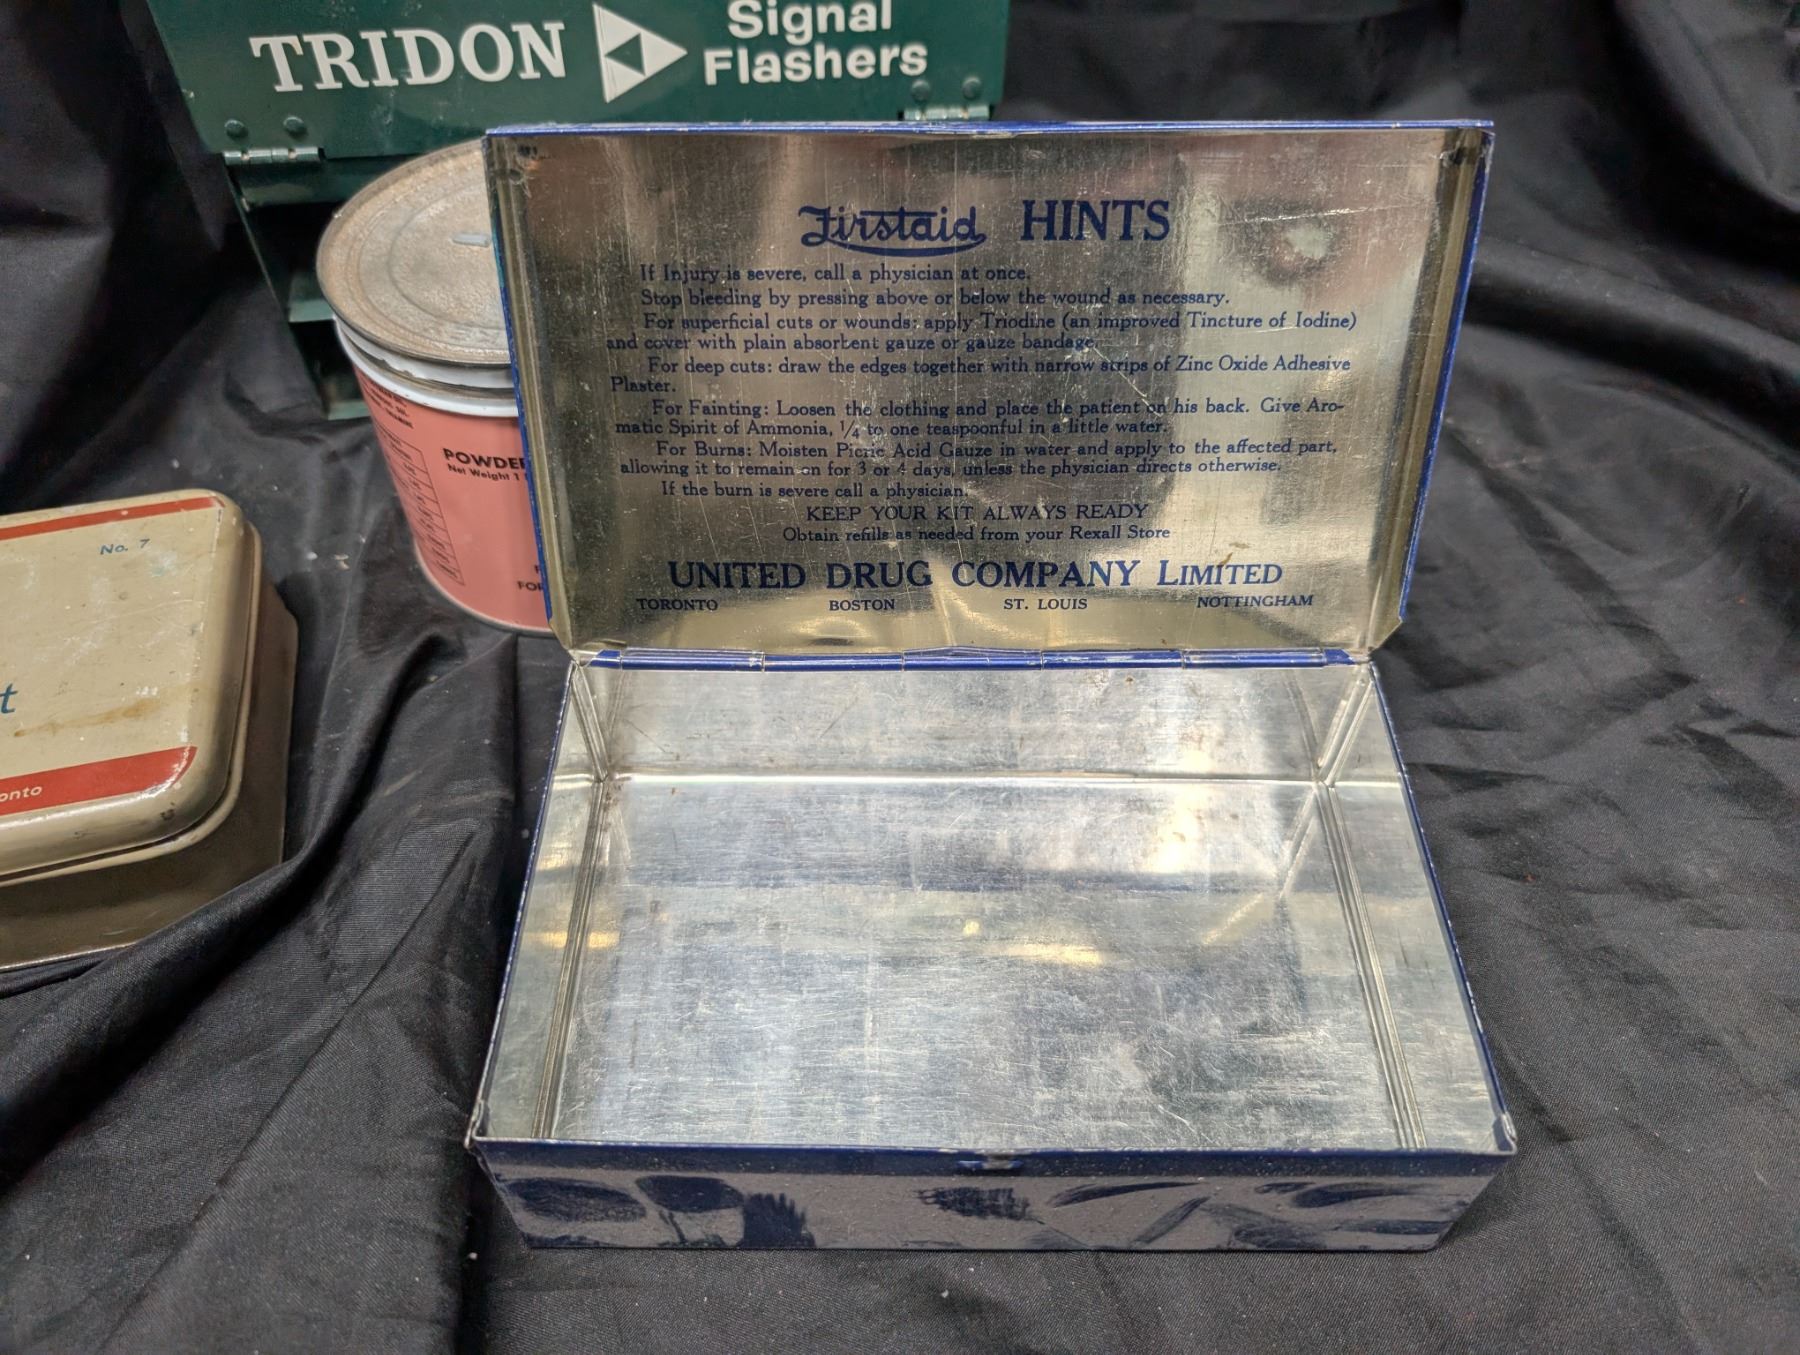 TRIDON Signal Flashers
Firstaid HINTS
If Injury is severe, call a physician at once.
Stop bleeding by pressing above or below the wound as necessary.
For superficial cuts or wounds: apply Triodine (an improved Tincture of Iodine)
and cover with plain absorbent gauze or gauze bandage.
For deep cuts: draw the edges together with narrow strips of Zinc Oxide Adhesive
Plaster.
For Fainting: Loosen the clothing and place the patient on his back. Give Aro-
matic Spirit of Ammonia, 1/4 to one teaspoonful in a little water.
For Burns: Moisten Picric Acid Gauze in water and apply to the affected part,
allowing it to remain on for 3 or 4 days, unless the physician directs otherwise.
If the burn is severe call a physician.
KEEP YOUR KIT ALWAYS READY
Obtain refills as needed from your Rexall Store
UNITED DRUG COMPANY LIMITED
TORONTO BOSTON ST. LOUIS NOTTINGHAM
POWDE
Net Weight 1
FO
No. 7
t
onto